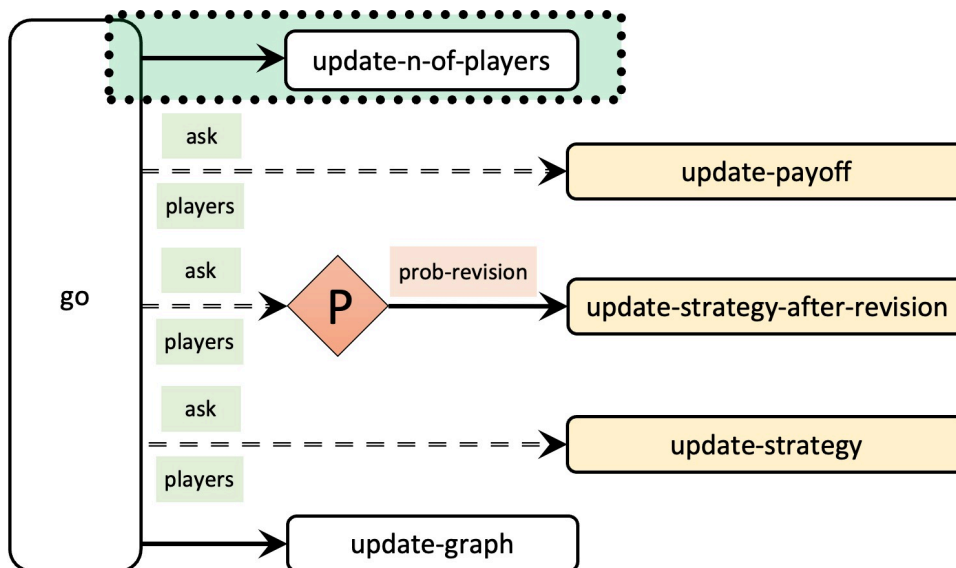 update-n-of-players
ask
update-payoff
players
ask
prob-revision
go
P
update-strategy-after-revision
players
ask
update-strategy
players
update-graph